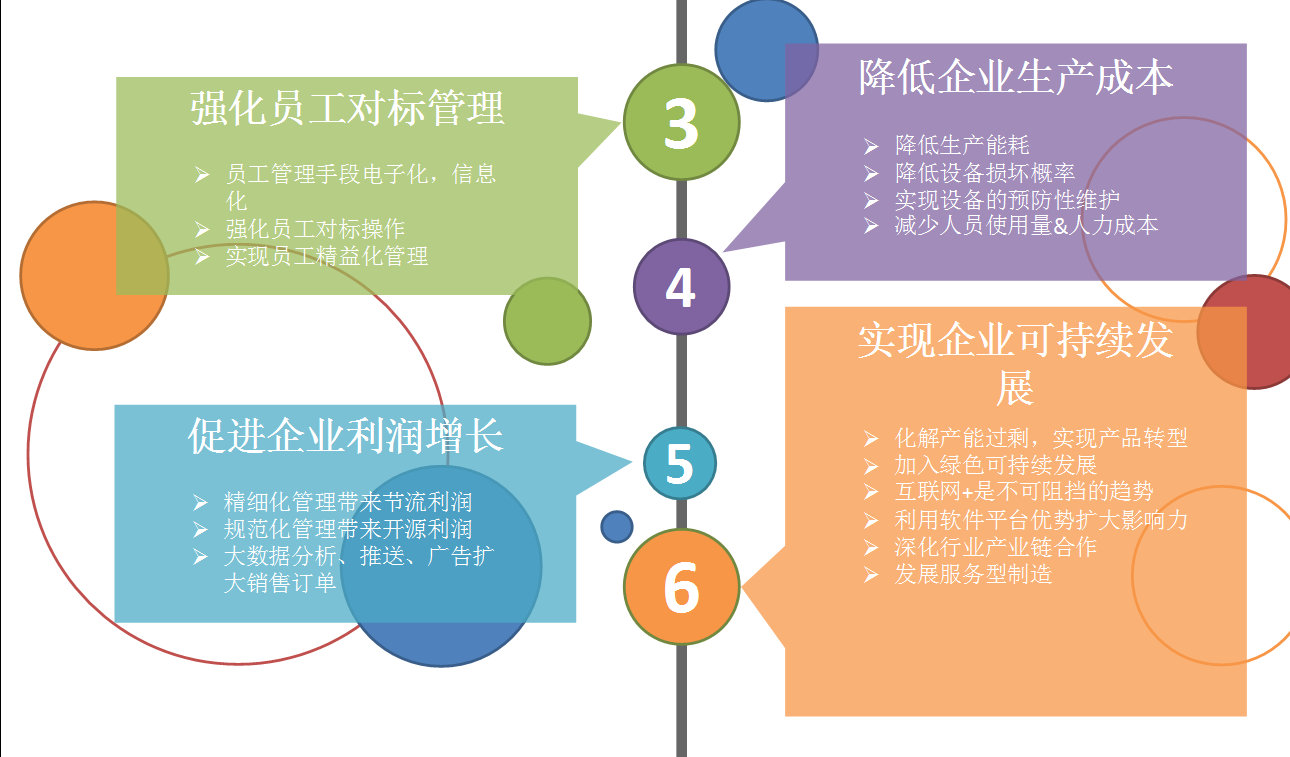 3
强化员工对标管理
➢ 员工管理手段电子化，信息
化
➢ 强化员工对标操作
➢ 实现员工精益化管理
4
降低企业生产成本
➢ 降低生产能耗
➢ 降低设备损坏概率
➢ 实现设备的预防性维护
➢ 减少人员使用量&人力成本
5
促进企业利润增长
➢ 精细化管理带来节流利润
➢ 规范化管理带来开源利润
➢ 大数据分析、推送、广告扩
大销售订单
6
实现企业可持续发
展
➢ 化解产能过剩，实现产品转型
➢ 加入绿色可持续发展
➢ 互联网+是不可阻挡的趋势
➢ 利用软件平台优势扩大影响力
➢ 深化行业产业链合作
➢ 发展服务型制造